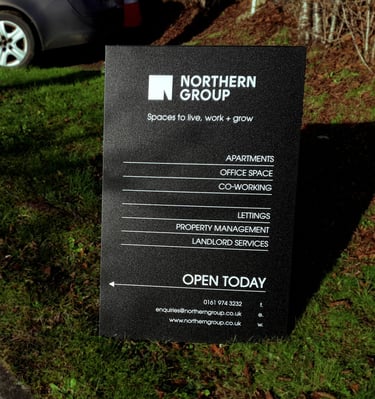 NORTHERN
GROUP
Spaces to live, work + grow
APARTMENTS
OFFICE SPACE
CO-WORKING
LETTINGS
PROPERTY MANAGEMENT
LANDLORD SERVICES
OPEN TODAY
0161 974 3232 t.
enquiries@northerngroup.co.uk e.
www.northerngroup.co.uk w.